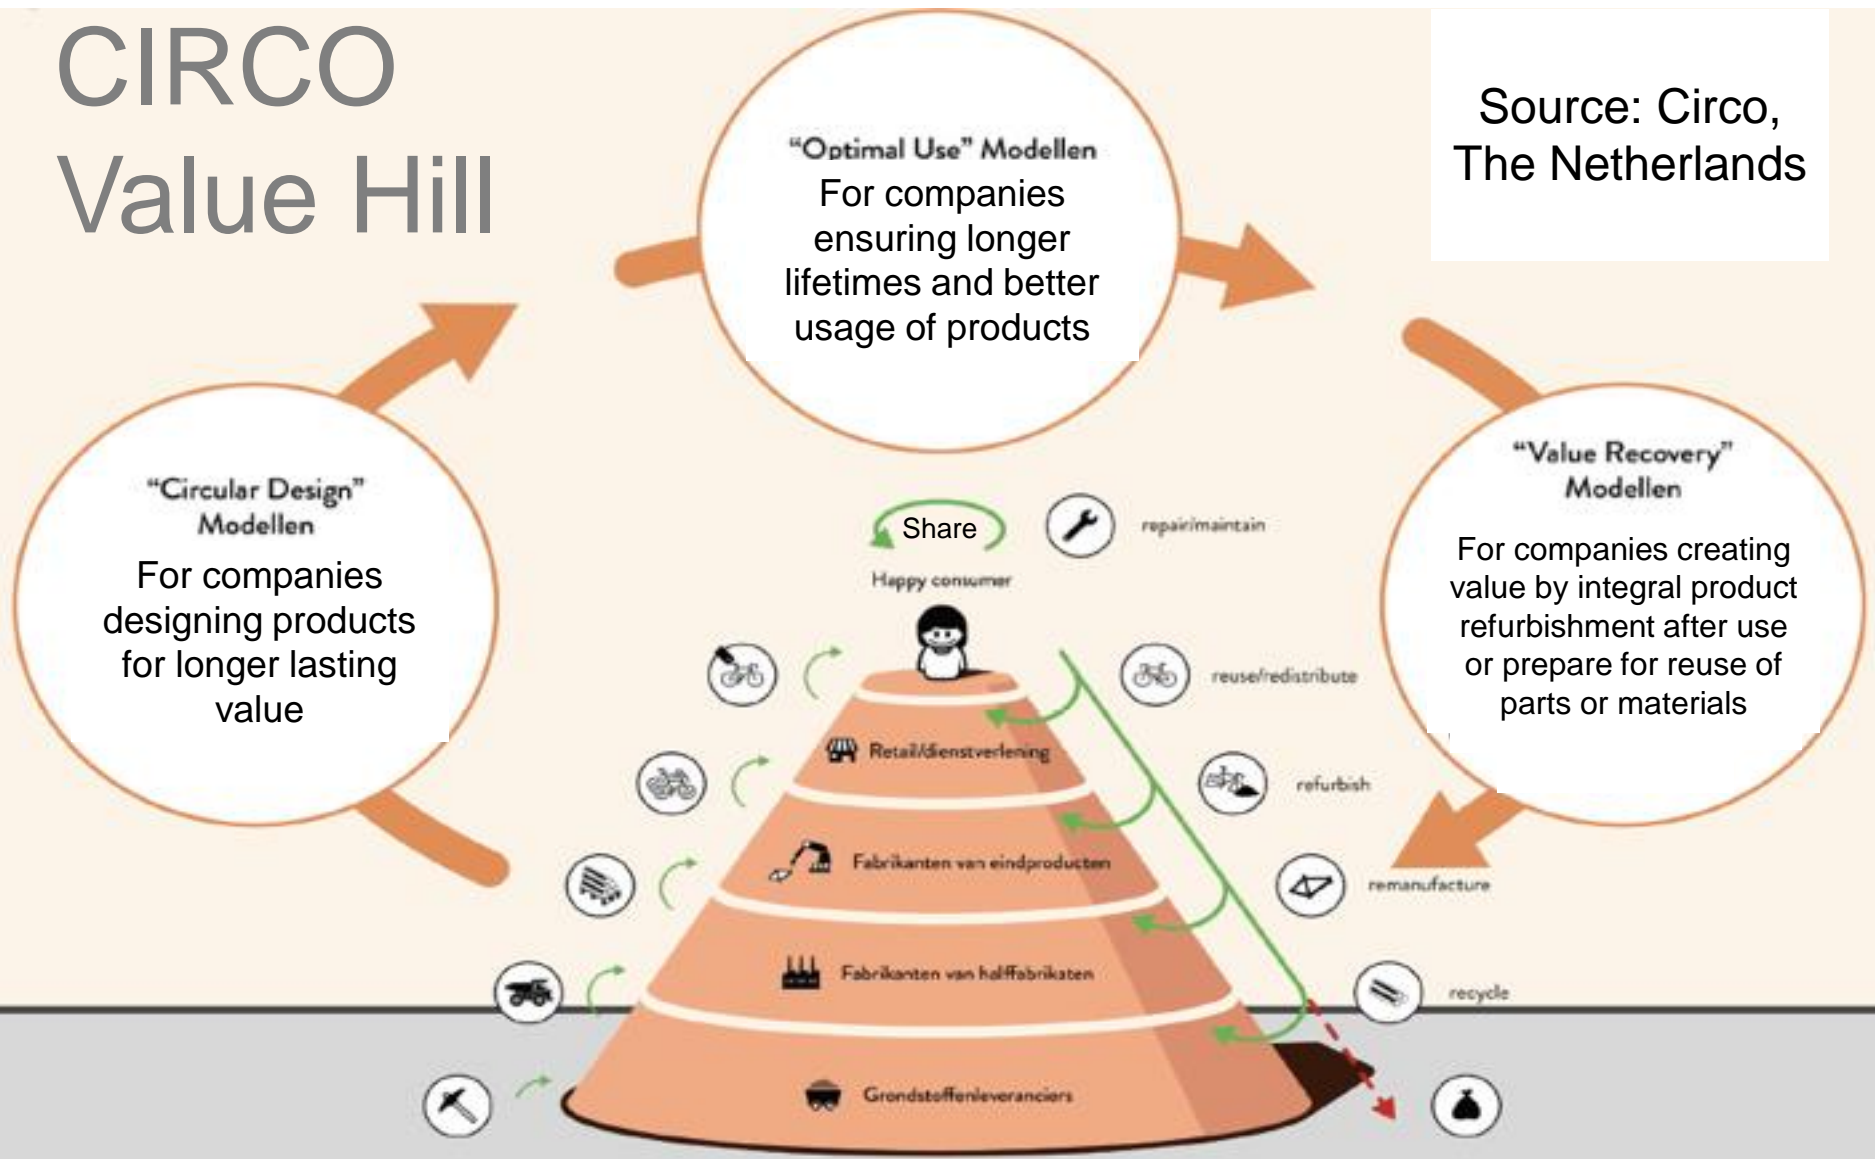 CIRCO
Value Hill
Source: Circo,
The Netherlands
“Optimal Use” Modellen
For companies
ensuring longer
lifetimes and better
usage of products
“Circular Design”
Modellen
For companies
designing products
for longer lasting
value
“Value Recovery”
Modellen
For companies creating
value by integral product
refurbishment after use
or prepare for reuse of
parts or materials
Share
repair/maintain
Happy consumer
reuse/redistribute
Retail/dienstverlening
refurbish
Fabrikanten van eindproducten
remanufacture
Fabrikanten van halffabrikaten
recycle
Grondstoffenleveranciers